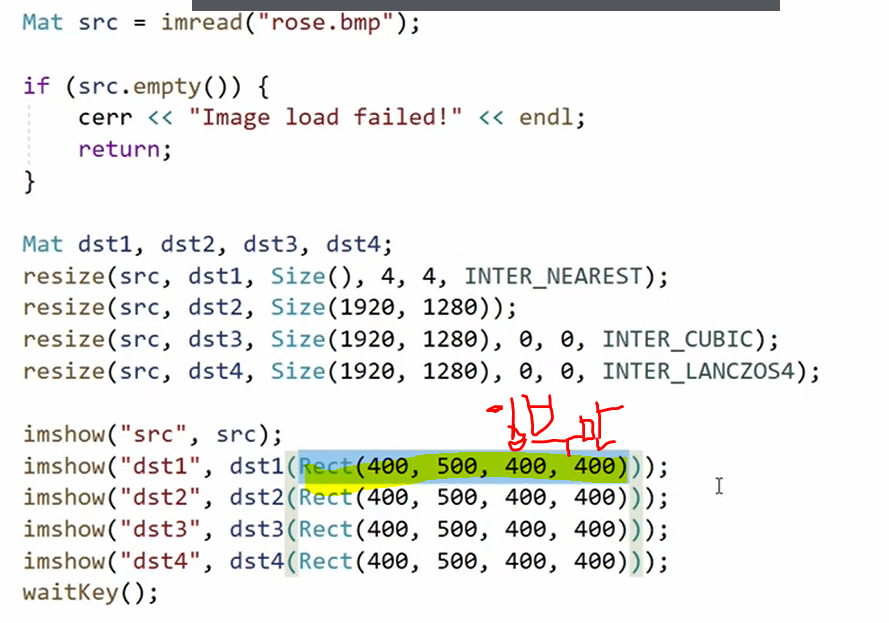 Mat src = imread("rose.bmp");
if (src.empty()) {
cerr << "Image load failed!" << endl;
return;
}
Mat dst1, dst2, dst3, dst4;
resize(src, dst1, Size(), 4, 4, INTER_NEAREST);
resize(src, dst2, Size(1920, 1280));
resize(src, dst3, Size(1920, 1280), 0, 0, INTER_CUBIC);
resize(src, dst4, Size(1920, 1280), 0, 0, INTER_LANCZOS4);
일부만
imshow("src", src);
imshow("dst1", dst1(Rect(400, 500, 400, 400)));
imshow("dst2", dst2(Rect(400, 500, 400, 400)));
imshow("dst3", dst3(Rect(400, 500, 400, 400)));
imshow("dst4", dst4(Rect(400, 500, 400, 400)));
waitKey();